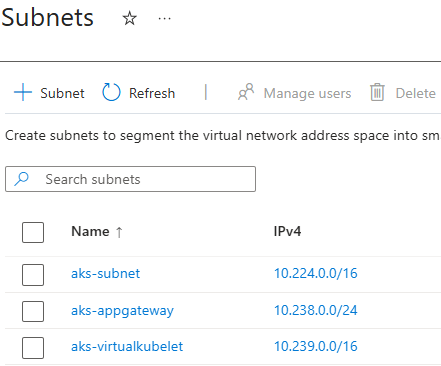 Subnets ☆ ···
+ Subnet Refresh | Manage users Delete
Create subnets to segment the virtual network address space into
Search subnets
Name ↑ IPv4
aks-subnet 10.224.0.0/16
aks-appgateway 10.238.0.0/24
aks-virtualkubelet 10.239.0.0/16